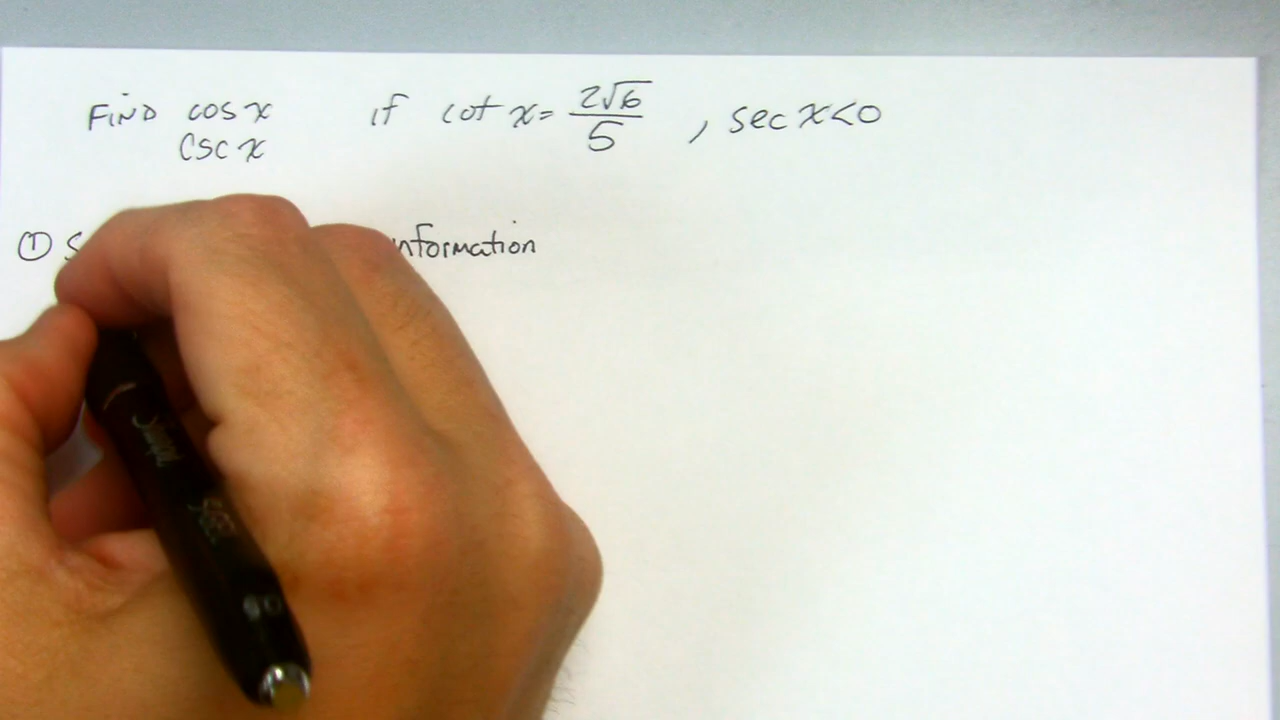 FIND cos x if cot x = 2√6/5 , sec x<0
csc x
① nformation